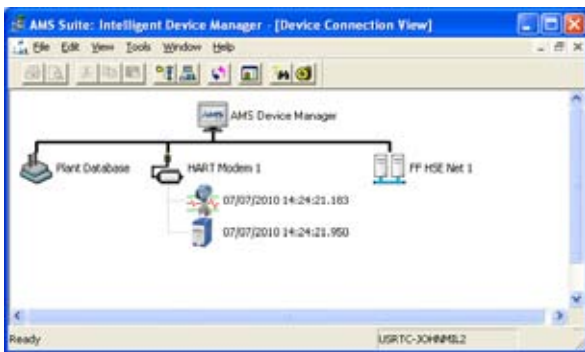 AMS Suite: Intelligent Device Manager - [Device Connection View]
File Edit View Tools Window Help
AMS Device Manager
Plant Database
HART Modem 1
FF HSE Net 1
07/07/2010 14:24:21.183
07/07/2010 14:24:21.950
Ready
USRTC-JOHNMIL2